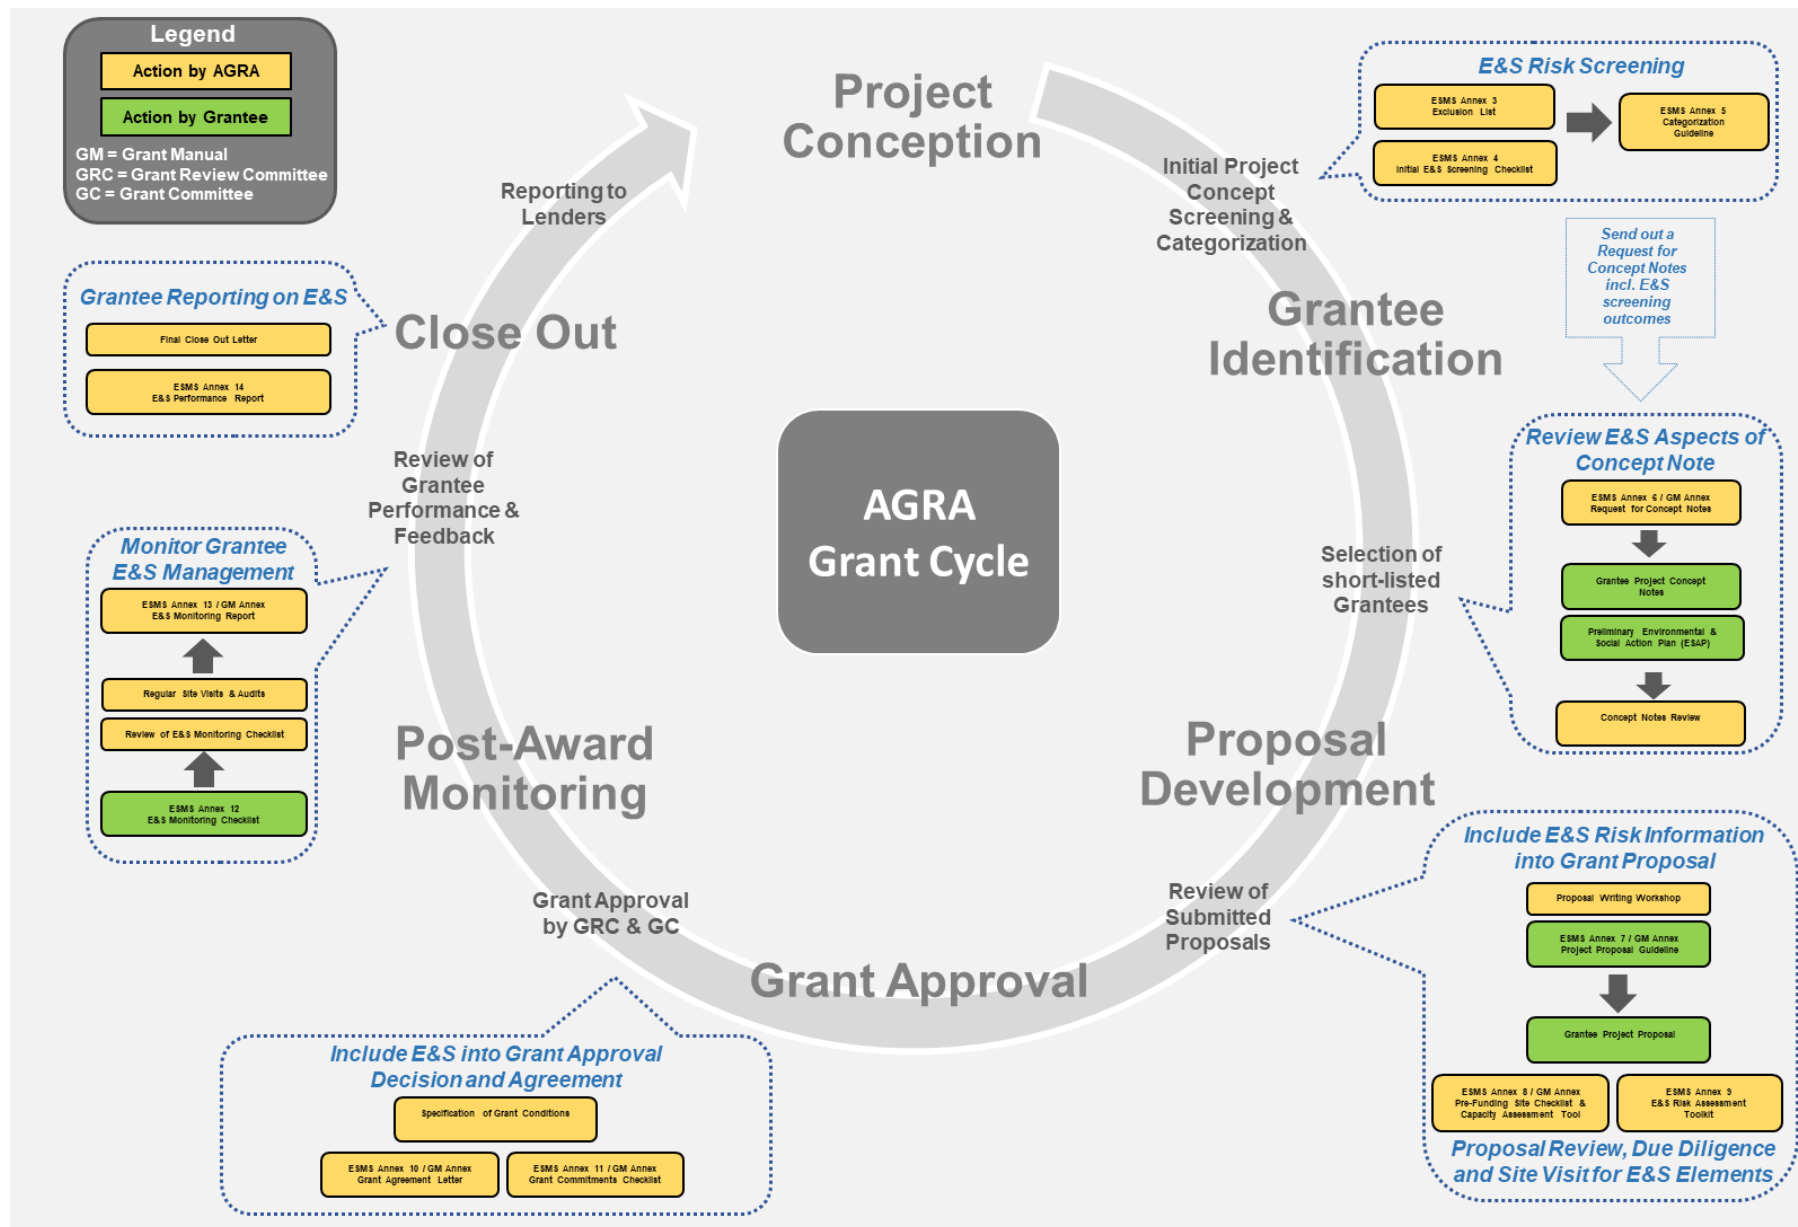 Legend
Action by AGRA
Action by Grantee
GM = Grant Manual
GRC = Grant Review Committee
GC = Grant Committee
Project
Conception
E&S Risk Screening
ESMS Annex 3
Exclusion List
ESMS Annex 4
Initial E&S Screening Checklist
ESMS Annex 5
Categorization
Guideline
Initial Project
Concept
Screening &
Categorization
Send out a
Request for
Concept Notes
incl. E&S
screening
outcomes
Grantee
Identification
Review E&S Aspects of
Concept Note
ESMS Annex 6 / GM Annex
Request for Concept Notes
Grantee Project Concept
Notes
Preliminary Environmental &
Social Action Plan (ESAP)
Concept Notes Review
Selection of
short-listed
Grantees
Proposal
Development
Include E&S Risk Information
into Grant Proposal
Proposal Writing Workshop
ESMS Annex 7 / GM Annex
Project Proposal Guideline
Grantee Project Proposal
ESMS Annex 8 / GM Annex
Pre-Funding Site Checklist &
Capacity Assessment Tool
ESMS Annex 9
E&S Risk Assessment
Toolkit
Proposal Review, Due Diligence
and Site Visit for E&S Elements
Review of
Submitted
Proposals
Grant Approval
Grant Approval
by GRC & GC
Include E&S into Grant Approval
Decision and Agreement
Specification of Grant Conditions
ESMS Annex 10 / GM Annex
Grant Agreement Letter
ESMS Annex 11 / GM Annex
Grant Commitments Checklist
Post-Award
Monitoring
Monitor Grantee
E&S Management
ESMS Annex 13 / GM Annex
E&S Monitoring Report
Regular Site Visits & Audits
Review of E&S Monitoring Checklist
ESMS Annex 12
E&S Monitoring Checklist
Review of
Grantee
Performance &
Feedback
Close Out
Grantee Reporting on E&S
Final Close Out Letter
ESMS Annex 14
E&S Performance Report
Reporting to
Lenders
AGRA
Grant Cycle